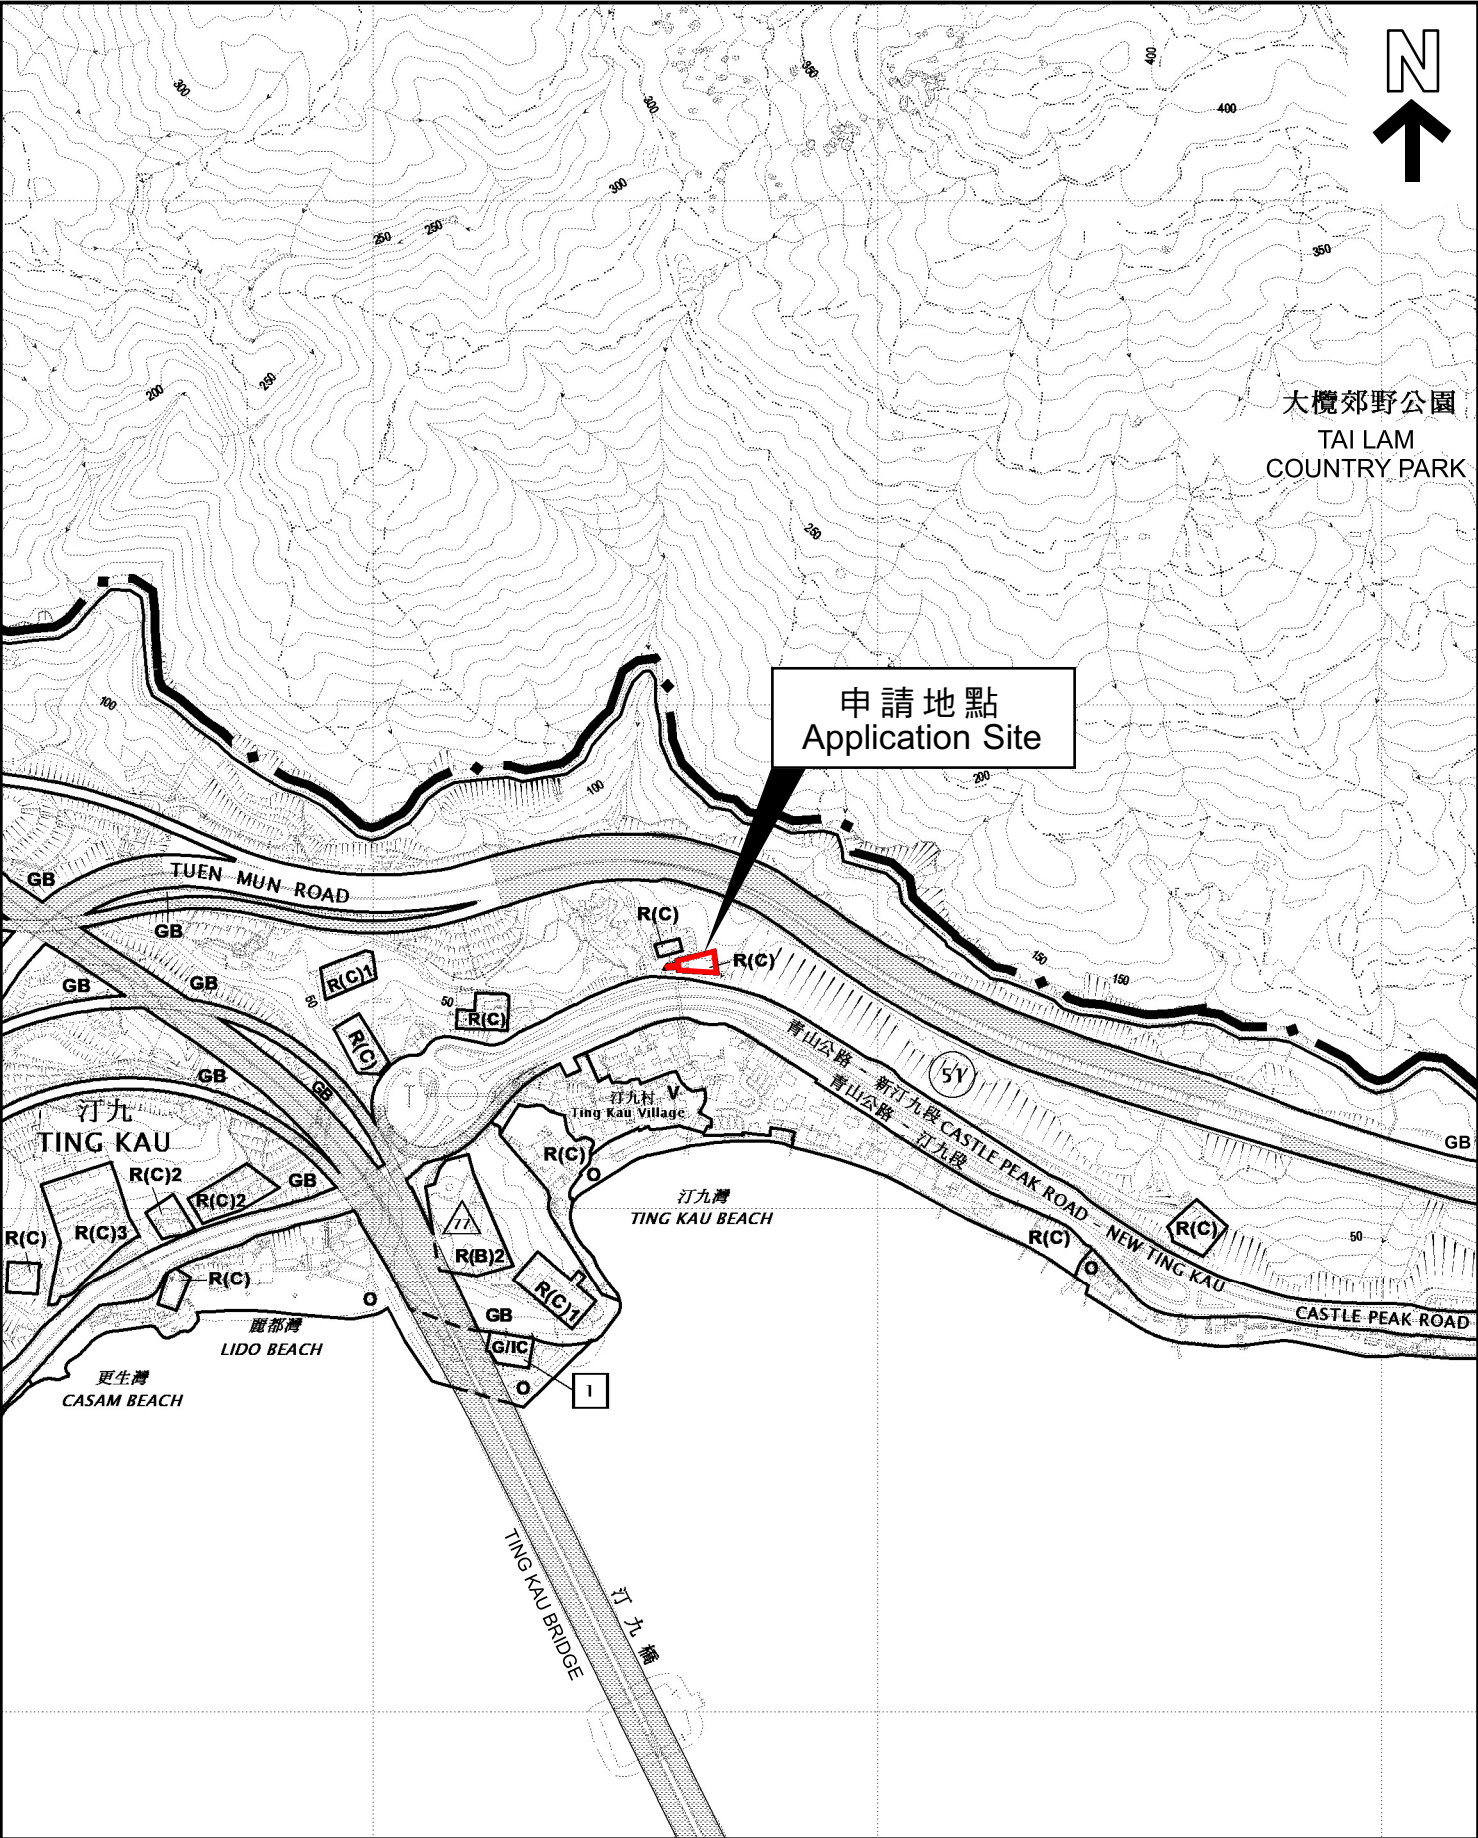 N
300
350
300
400
400
300
250
250
350
200
250
大欖郊野公園
TAI LAM
COUNTRY PARK
250
100
申請地點
Application Site
200
100
TUEN MUN ROAD
GB
GB
R(C)
R(C)
150
150
GB
GB
R(C)1
50
50
R(C)
R(C)
GB
GB
汀九
TING KAU
汀九村
V
Ting Kau Village
青山公路 - 新汀九段 CASTLE PEAK ROAD - NEW TING KAU
青山公路 - 汀九段
GB
R(C)2
R(C)2
GB
R(C)
R(C)3
R(C)
O
汀九灣
TING KAU BEACH
77
R(B)2
R(C)
R(C)
50
R(C)
O
R(C)1
O
GB
CASTLE PEAK ROAD
麗都灣
LIDO BEACH
G/IC
1
O
更生灣
CASAM BEACH
TING KAU BRIDGE
汀九橋